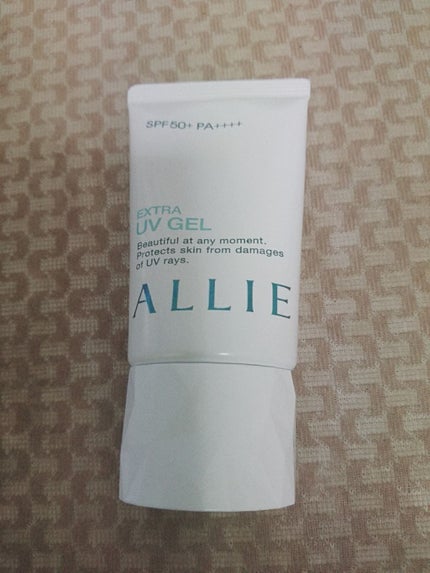 SPF50+ PA++++
EXTRA
UV GEL
Beautiful at any moment.
Protects skin from damages
of UV rays.
ALLIE